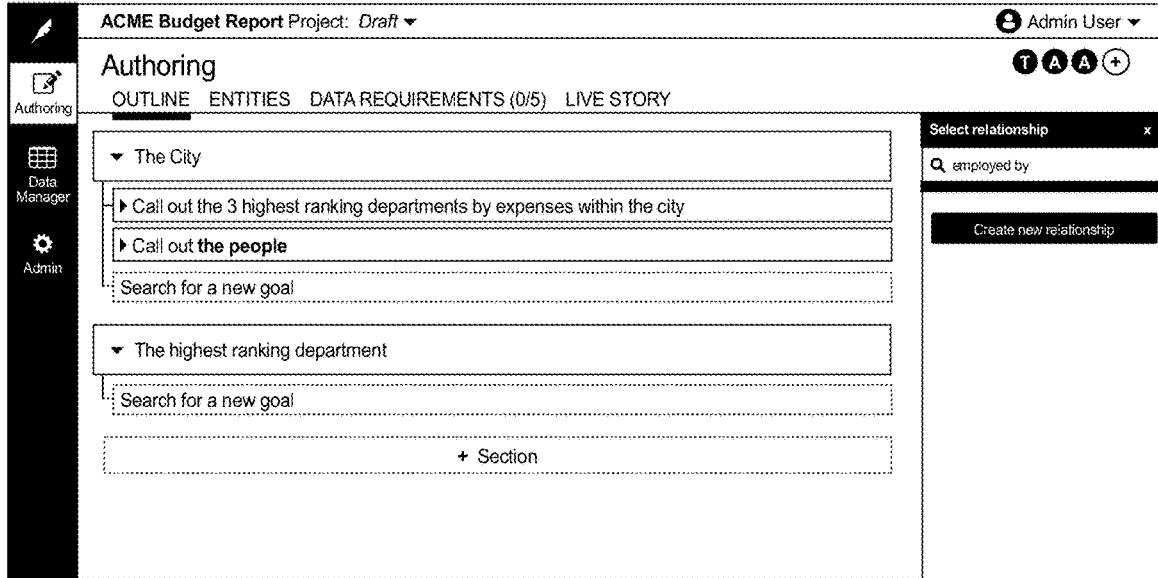 ACME Budget Report Project: Draft
Admin User
Authoring
T A A +
Authoring
OUTLINE ENTITIES DATA REQUIREMENTS (0/5) LIVE STORY
Select relationship x
employed by
Create new relationship
Data
Manager
Admin
The City
Call out the 3 highest ranking departments by expenses within the city
Call out the people
Search for a new goal
The highest ranking department
Search for a new goal
+ Section